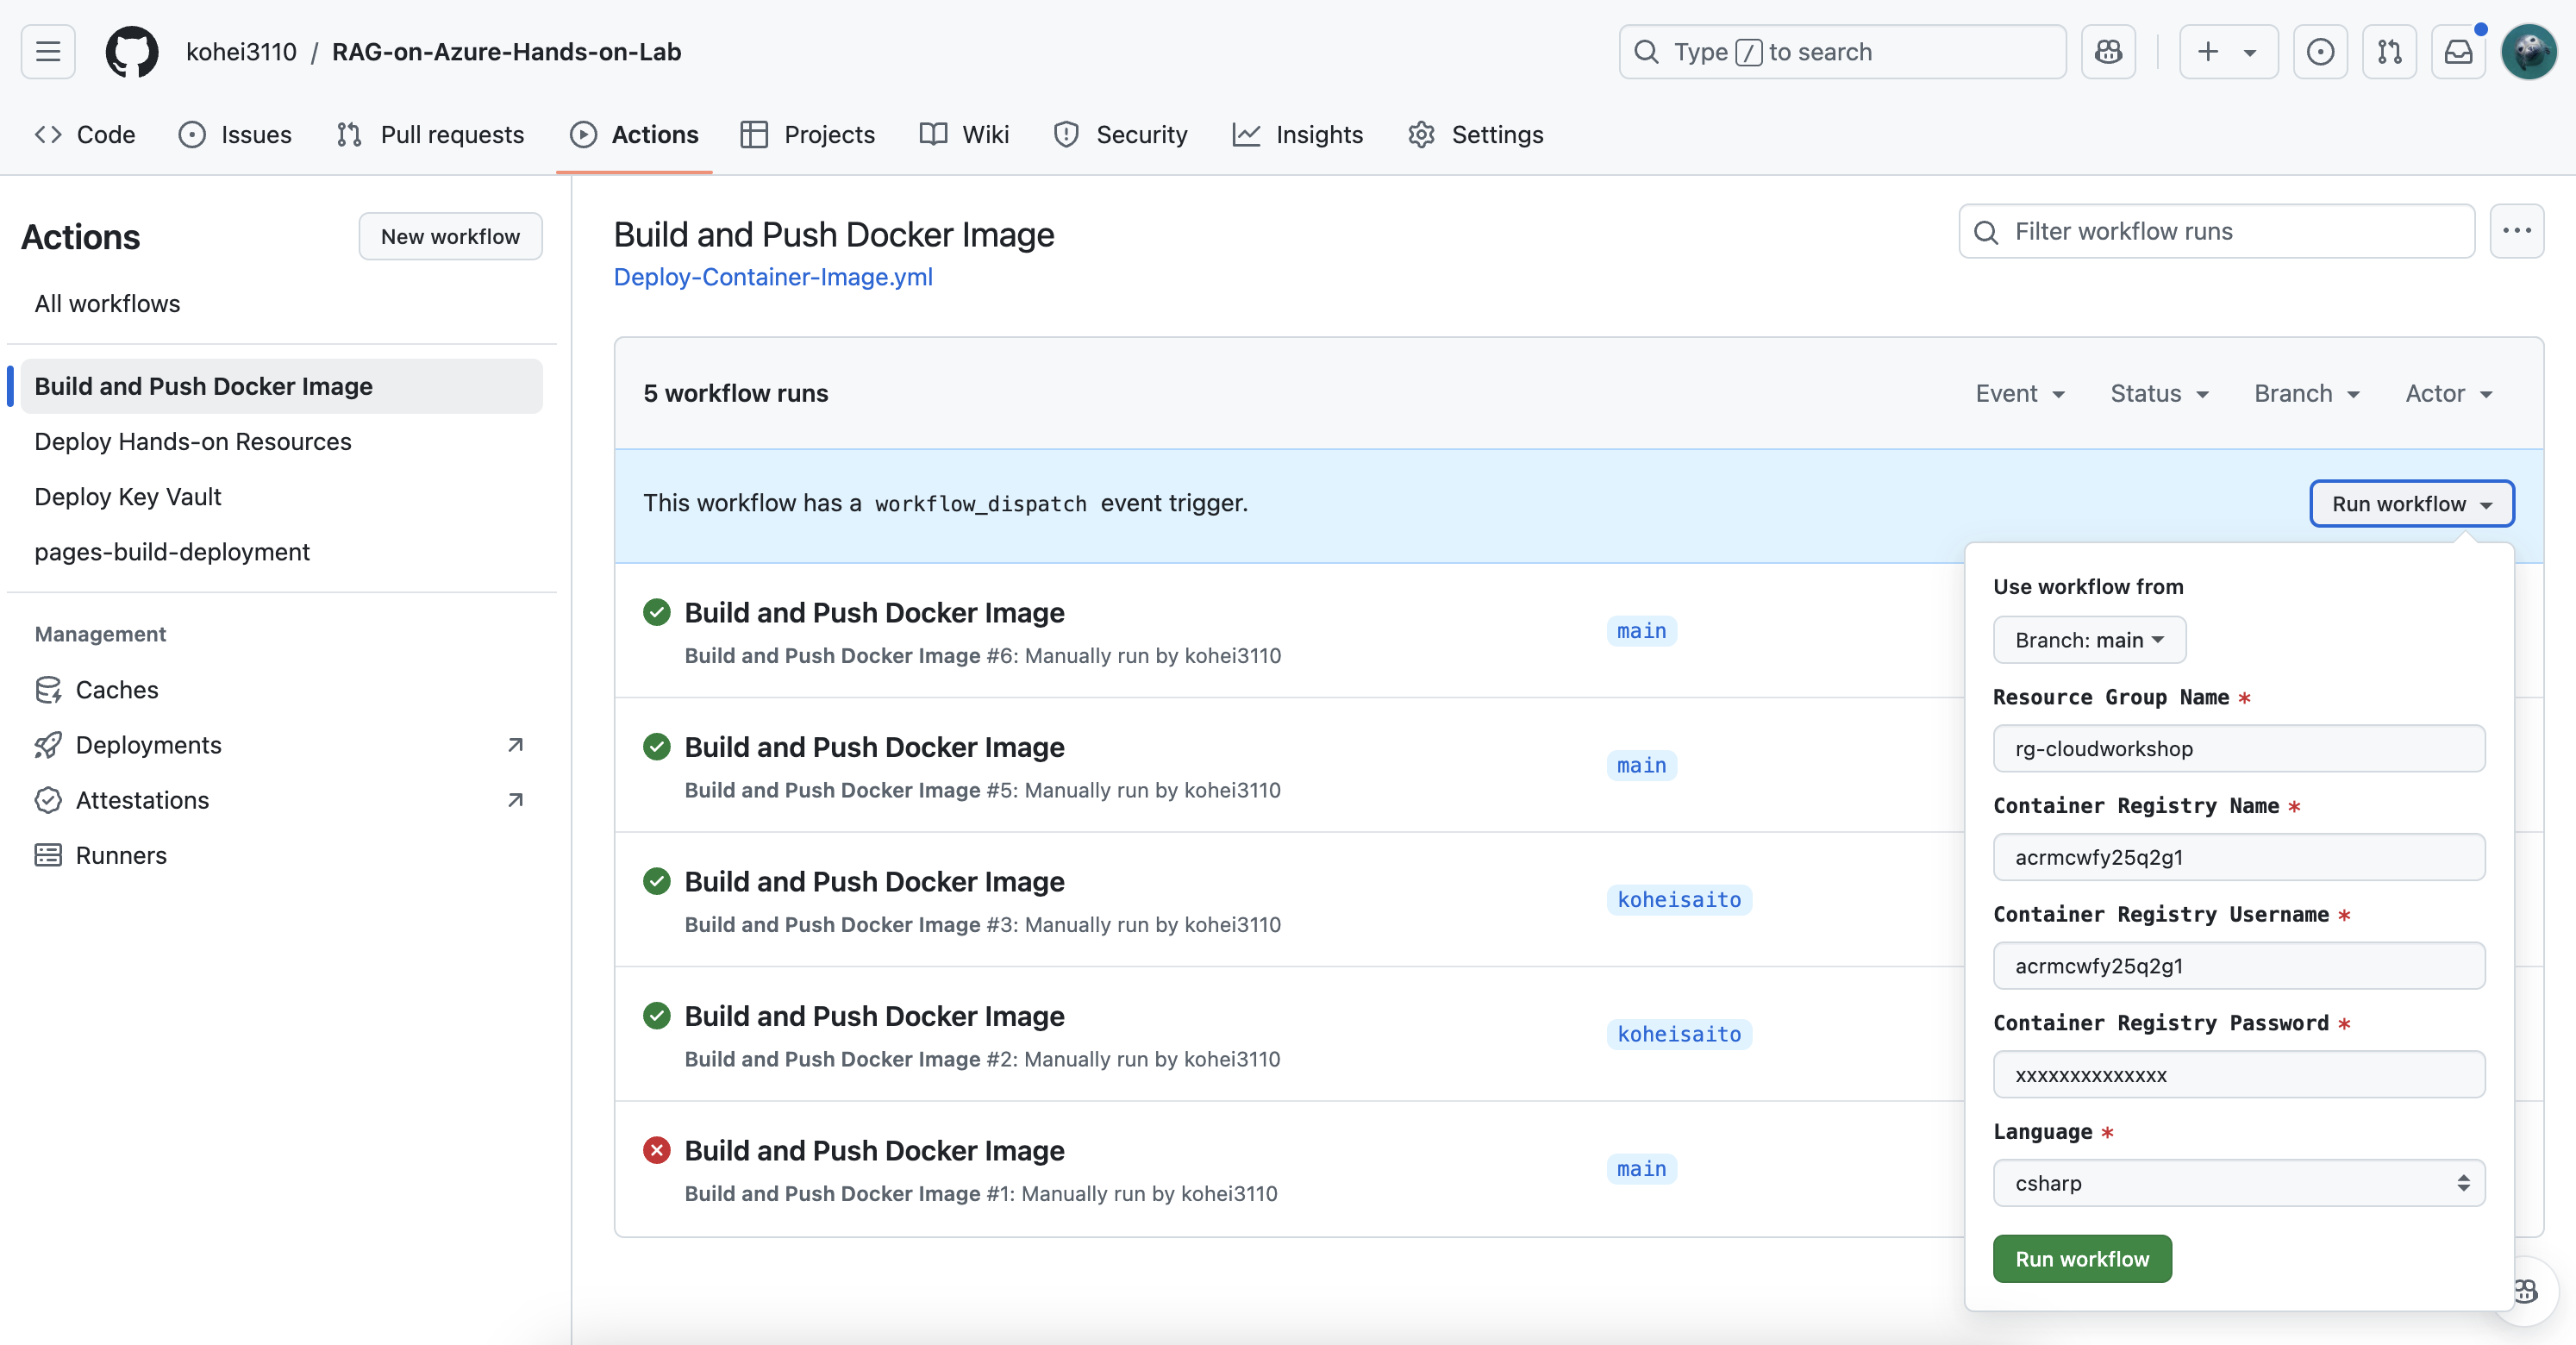 kohei3110 / RAG-on-Azure-Hands-on-Lab
Type / to search
Code Issues Pull requests Actions Projects Wiki Security Insights Settings
Actions
New workflow
All workflows
Build and Push Docker Image
Deploy Hands-on Resources
Deploy Key Vault
pages-build-deployment
Management
Caches
Deployments
Attestations
Runners
Build and Push Docker Image
Deploy-Container-Image.yml
Filter workflow runs
5 workflow runs
Event Status Branch Actor
This workflow has a workflow_dispatch event trigger.
Run workflow
Build and Push Docker Image
Build and Push Docker Image #6: Manually run by kohei3110
main
Build and Push Docker Image
Build and Push Docker Image #5: Manually run by kohei3110
main
Build and Push Docker Image
Build and Push Docker Image #3: Manually run by kohei3110
koheisaito
Build and Push Docker Image
Build and Push Docker Image #2: Manually run by kohei3110
koheisaito
Build and Push Docker Image
Build and Push Docker Image #1: Manually run by kohei3110
main
Use workflow from
Branch: main
Resource Group Name *
rg-cloudworkshop
Container Registry Name *
acrmcwfy25q2g1
Container Registry Username *
acrmcwfy25q2g1
Container Registry Password *
xxxxxxxxxxxxxx
Language *
csharp
Run workflow